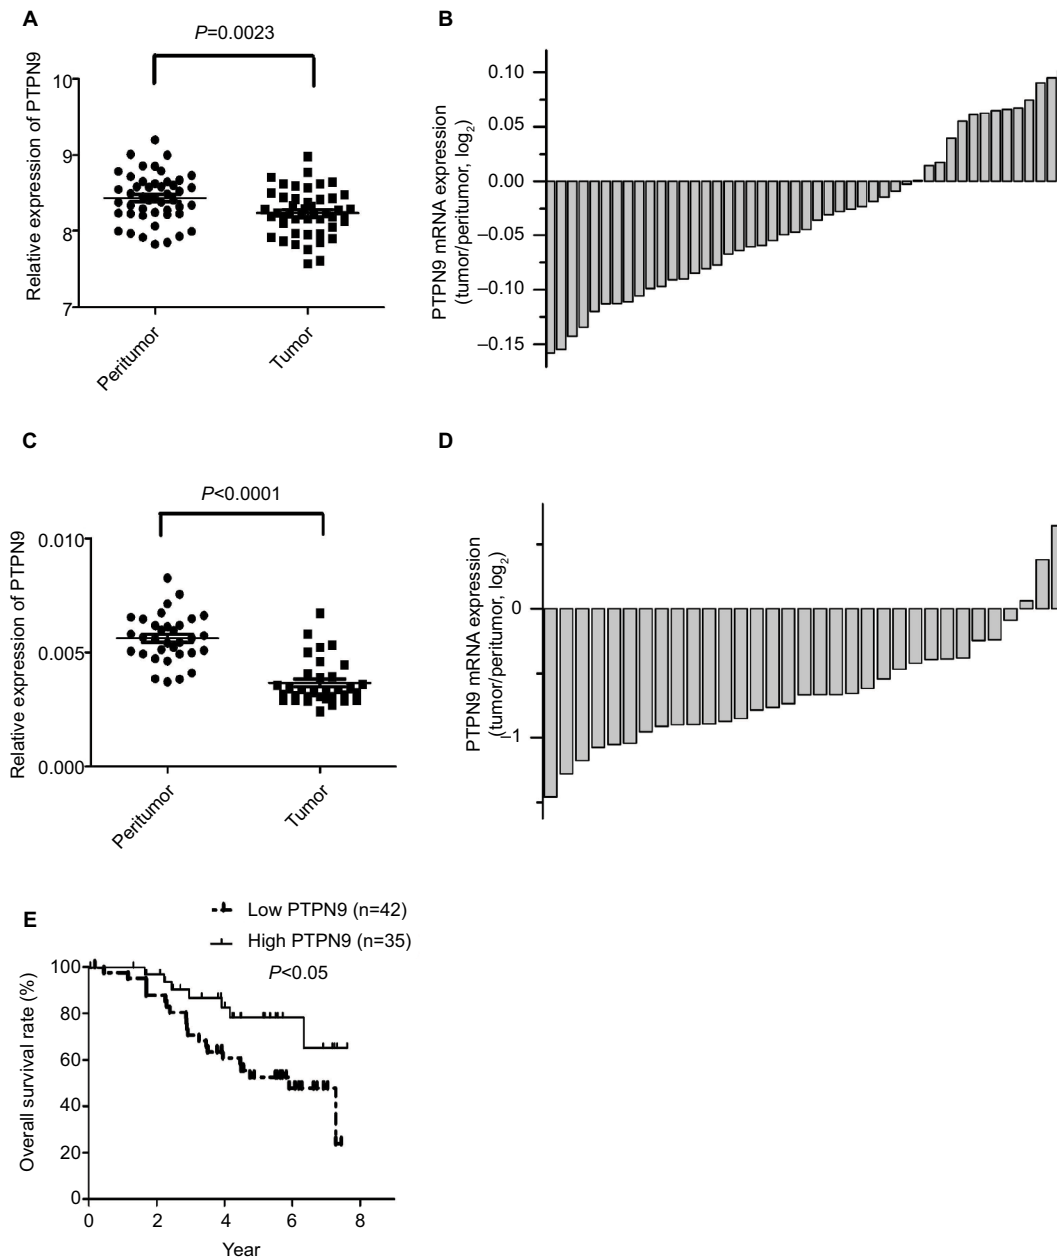 A
P=0.0023
Relative expression of PTPN9
10
9
8
7
Peritumor
Tumor
B
PTPN9 mRNA expression
(tumor/peritumor, log2)
0.10
0.05
0.00
–0.05
–0.10
–0.15
C
P<0.0001
Relative expression of PTPN9
0.010
0.005
0.000
Peritumor
Tumor
D
PTPN9 mRNA expression
(tumor/peritumor, log2)
0
–1
E
Low PTPN9 (n=42)
High PTPN9 (n=35)
P<0.05
Overall survival rate (%)
100
80
60
40
20
0
0 2 4 6 8
Year